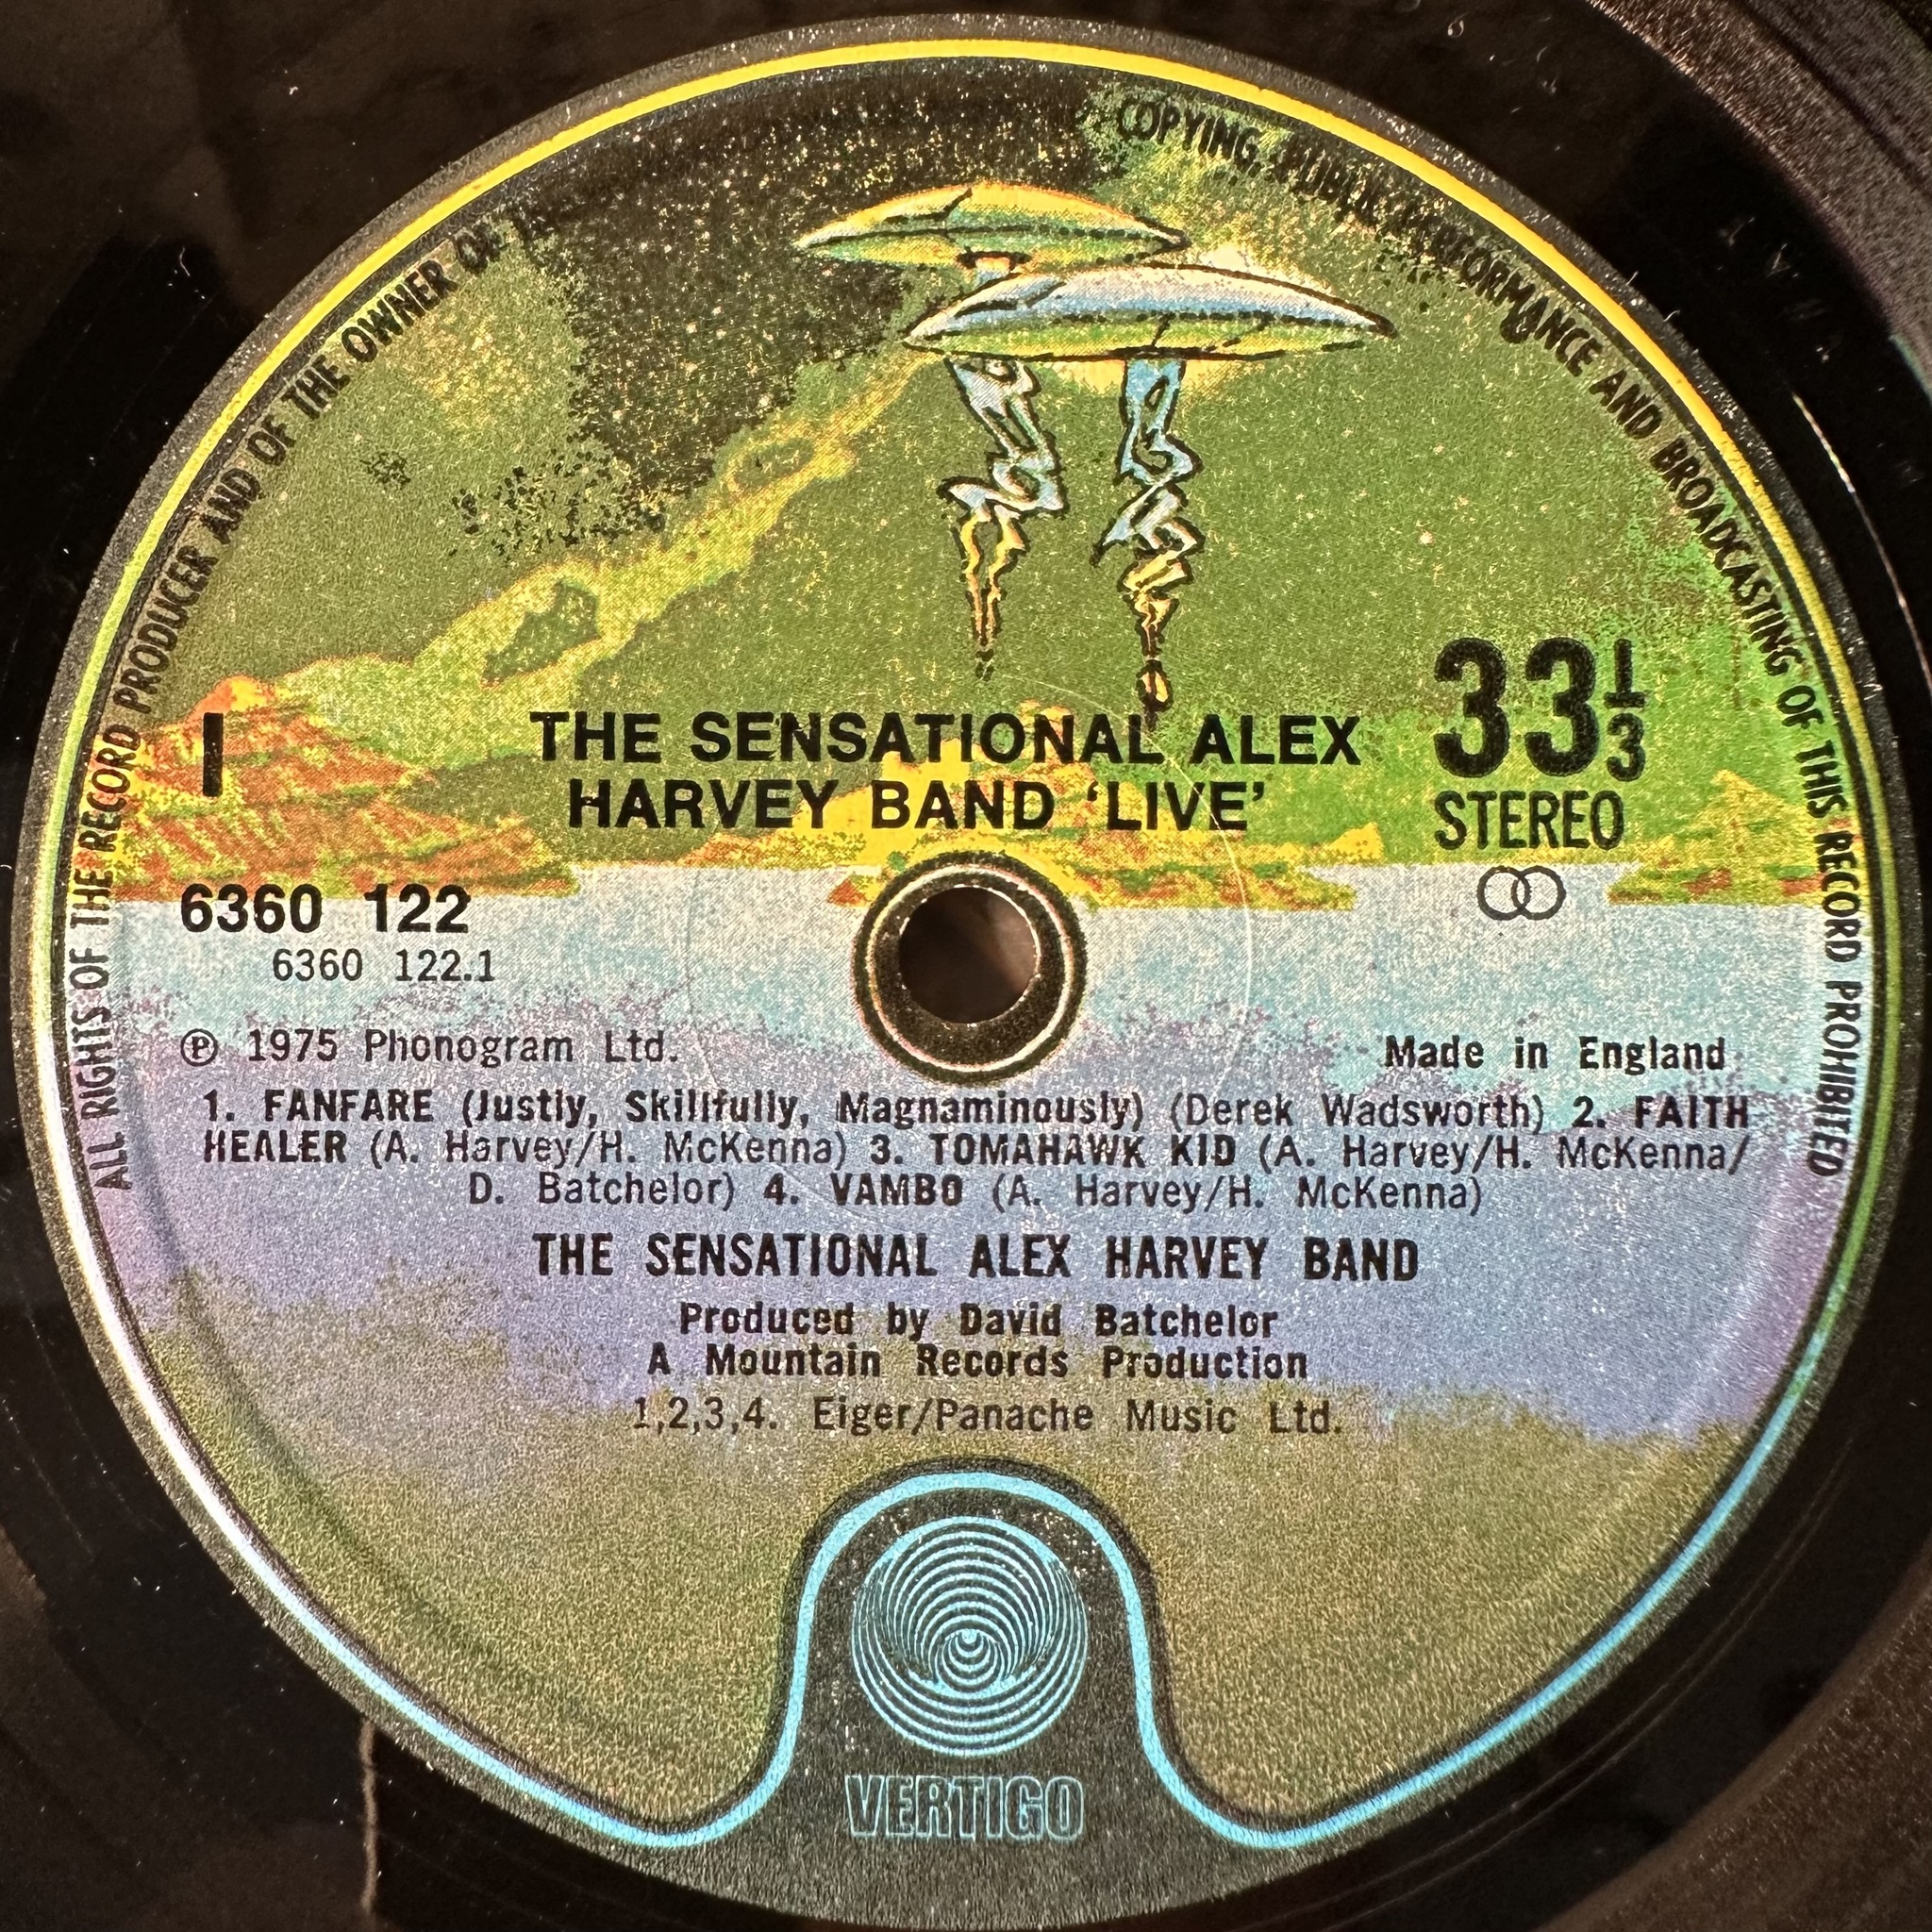 ALL RIGHTS OF THE RECORD PRODUCER AND OF THE OWNER OF
COPYING, PUBLIC PERFORMANCE AND BROADCASTING OF THIS RECORD PROHIBITED
1
THE SENSATIONAL ALEX
HARVEY BAND ‘LIVE’
33 1/3
STEREO
6360 122
6360 122.1
℗ 1975 Phonogram Ltd.
Made in England
1. FANFARE (Justly, Skillfully, Magnaminously) (Derek Wadsworth) 2. FAITH
HEALER (A. Harvey/H. McKenna) 3. TOMAHAWK KID (A. Harvey/H. McKenna/
D. Batchelor) 4. VAMBO (A. Harvey/H. McKenna)
THE SENSATIONAL ALEX HARVEY BAND
Produced by David Batchelor
A Mountain Records Production
1,2,3,4. Eiger/Panache Music Ltd.
VERTIGO